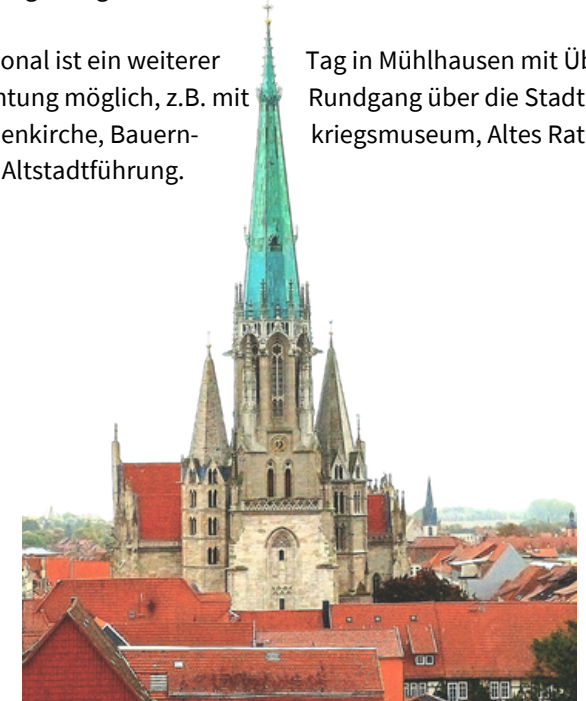 onal ist ein weiterer Tag in Mühlhausen mit Üb
ntung möglich, z.B. mit Rundgang über die Stadt
enkirche, Bauern- kriegsmuseum, Altes Rat
Altstadtführung.